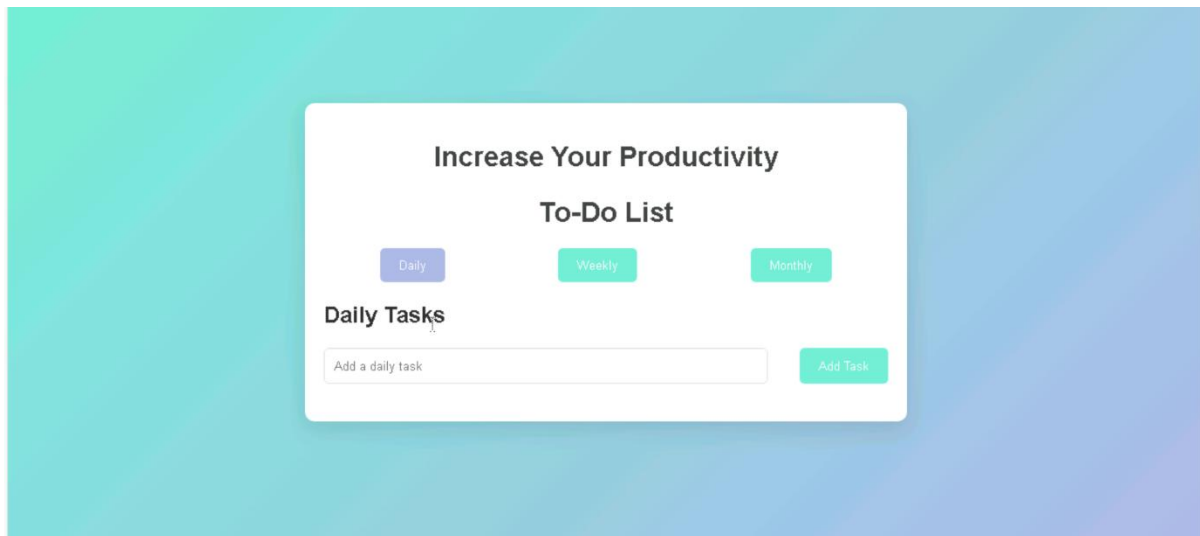 Increase Your Productivity
To-Do List
Daily Weekly Monthly
Daily Tasks
Add a daily task Add Task